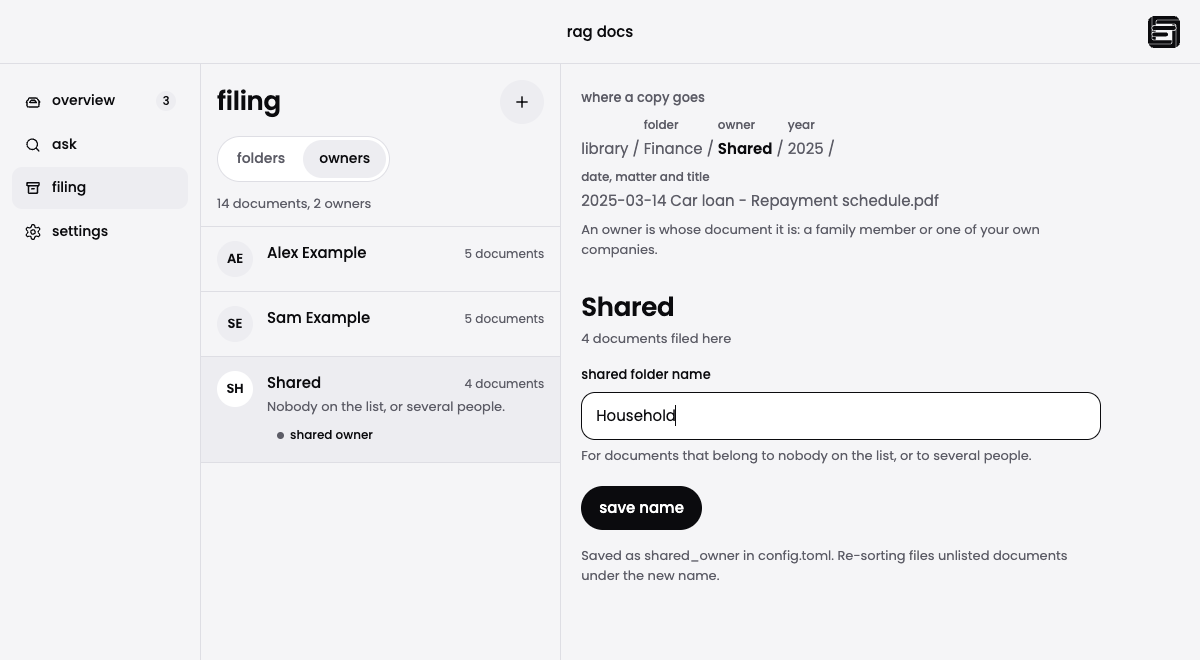 rag docs
overview 3
ask
filing
settings
filing
+
folders owners
14 documents, 2 owners
AE Alex Example 5 documents
SE Sam Example 5 documents
SH Shared 4 documents
Nobody on the list, or several people.
shared owner
where a copy goes
folder owner year
library / Finance / Shared / 2025 /
date, matter and title
2025-03-14 Car loan - Repayment schedule.pdf
An owner is whose document it is: a family member or one of your own
companies.
Shared
4 documents filed here
shared folder name
Household
For documents that belong to nobody on the list, or to several people.
save name
Saved as shared_owner in config.toml. Re-sorting files unlisted documents
under the new name.